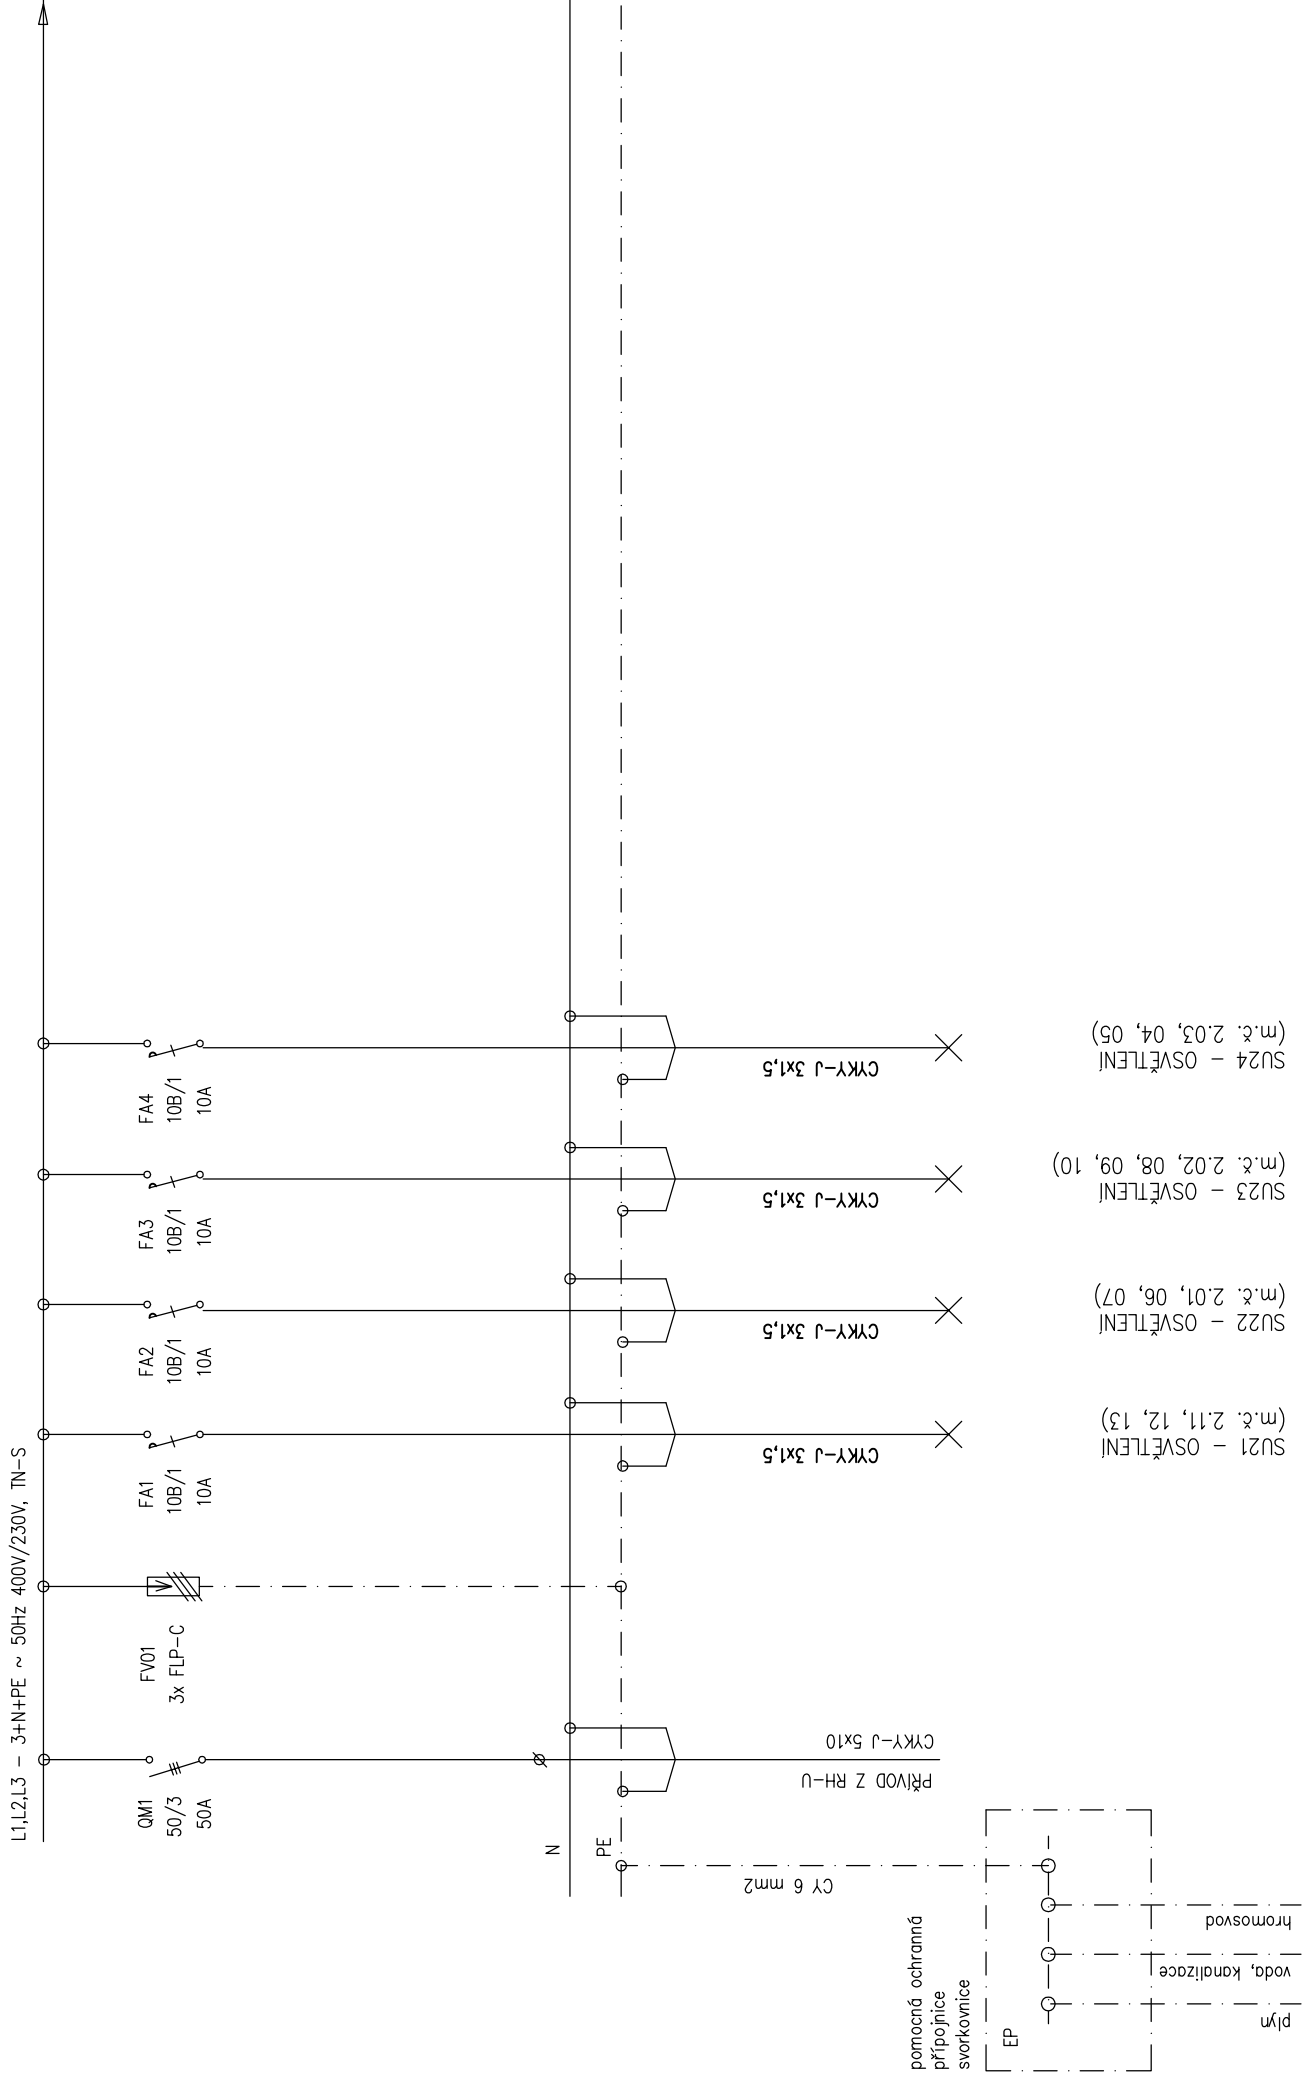 L1,L2,L3 – 3+N+PE ~ 50Hz 400V/230V, TN-S
QM1
50/3
50A
FV01
3x FLP-C
FA1
10B/1
10A
FA2
10B/1
10A
FA3
10B/1
10A
FA4
10B/1
10A
N
PE
PŘÍVOD Z RH-U
CYKY-J 5x10
CYKY-J 3x1,5
CYKY-J 3x1,5
CYKY-J 3x1,5
CYKY-J 3x1,5
CY 6 mm2
pomocná ochranná
přípojnice
svorkovnice
EP
plyn
voda, kanalizace
hromosvod
SU21 – OSVĚTLENÍ
(m.č. 2.11, 12, 13)
SU22 – OSVĚTLENÍ
(m.č. 2.01, 06, 07)
SU23 – OSVĚTLENÍ
(m.č. 2.02, 08, 09, 10)
SU24 – OSVĚTLENÍ
(m.č. 2.03, 04, 05)